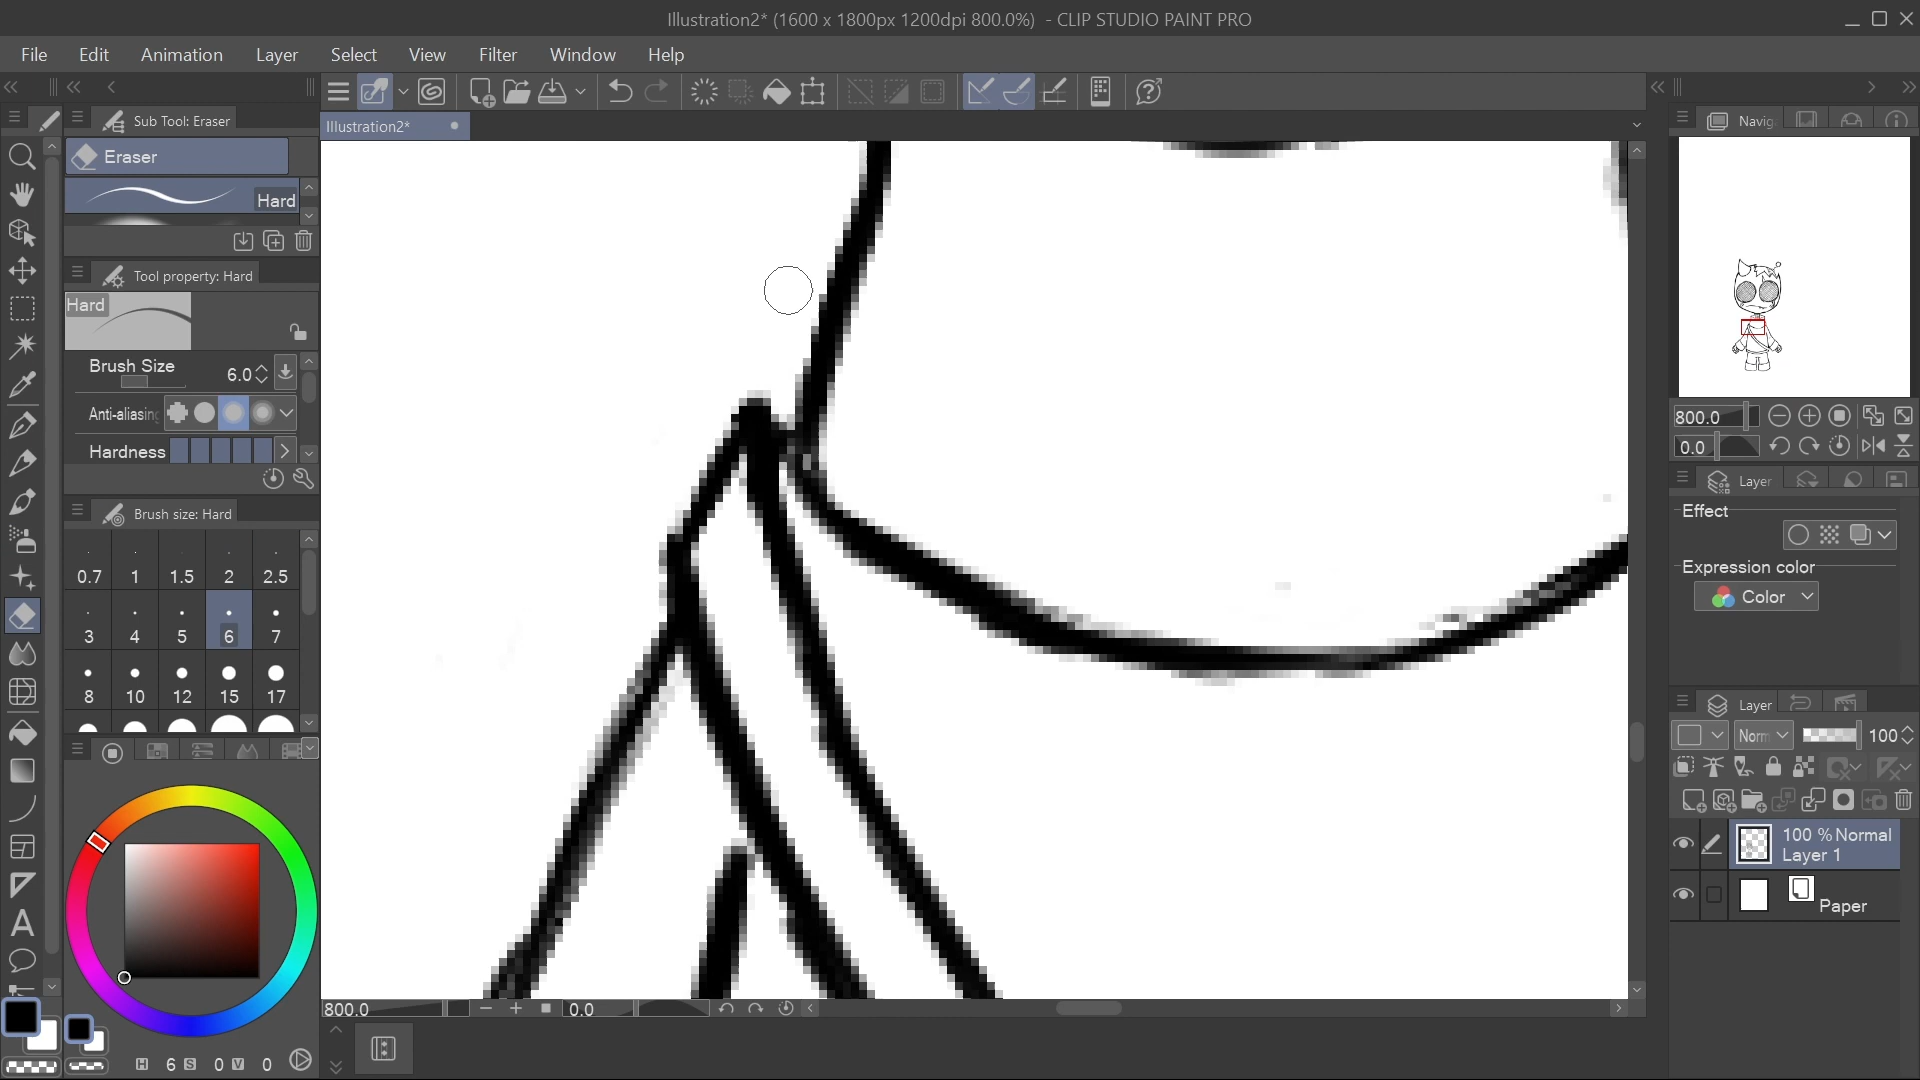 Illustration2* (1600 x 1800px 1200dpi 800.0%)  - CLIP STUDIO PAINT PRO
File Edit Animation Layer Select View Filter Window Help
Sub Tool: Eraser
Illustration2*
Navig
Eraser
Hard
Tool property: Hard
Hard
Brush Size 6.0
Anti-aliasing
Hardness
Brush size: Hard
0.7 1 1.5 2 2.5
3 4 5 6 7
8 10 12 15 17
H 6 S 0 V 0
800.0 0.0
800.0
0.0
Layer
Effect
Expression color
Color
Layer
Norm 100
100 % Normal
Layer 1
Paper